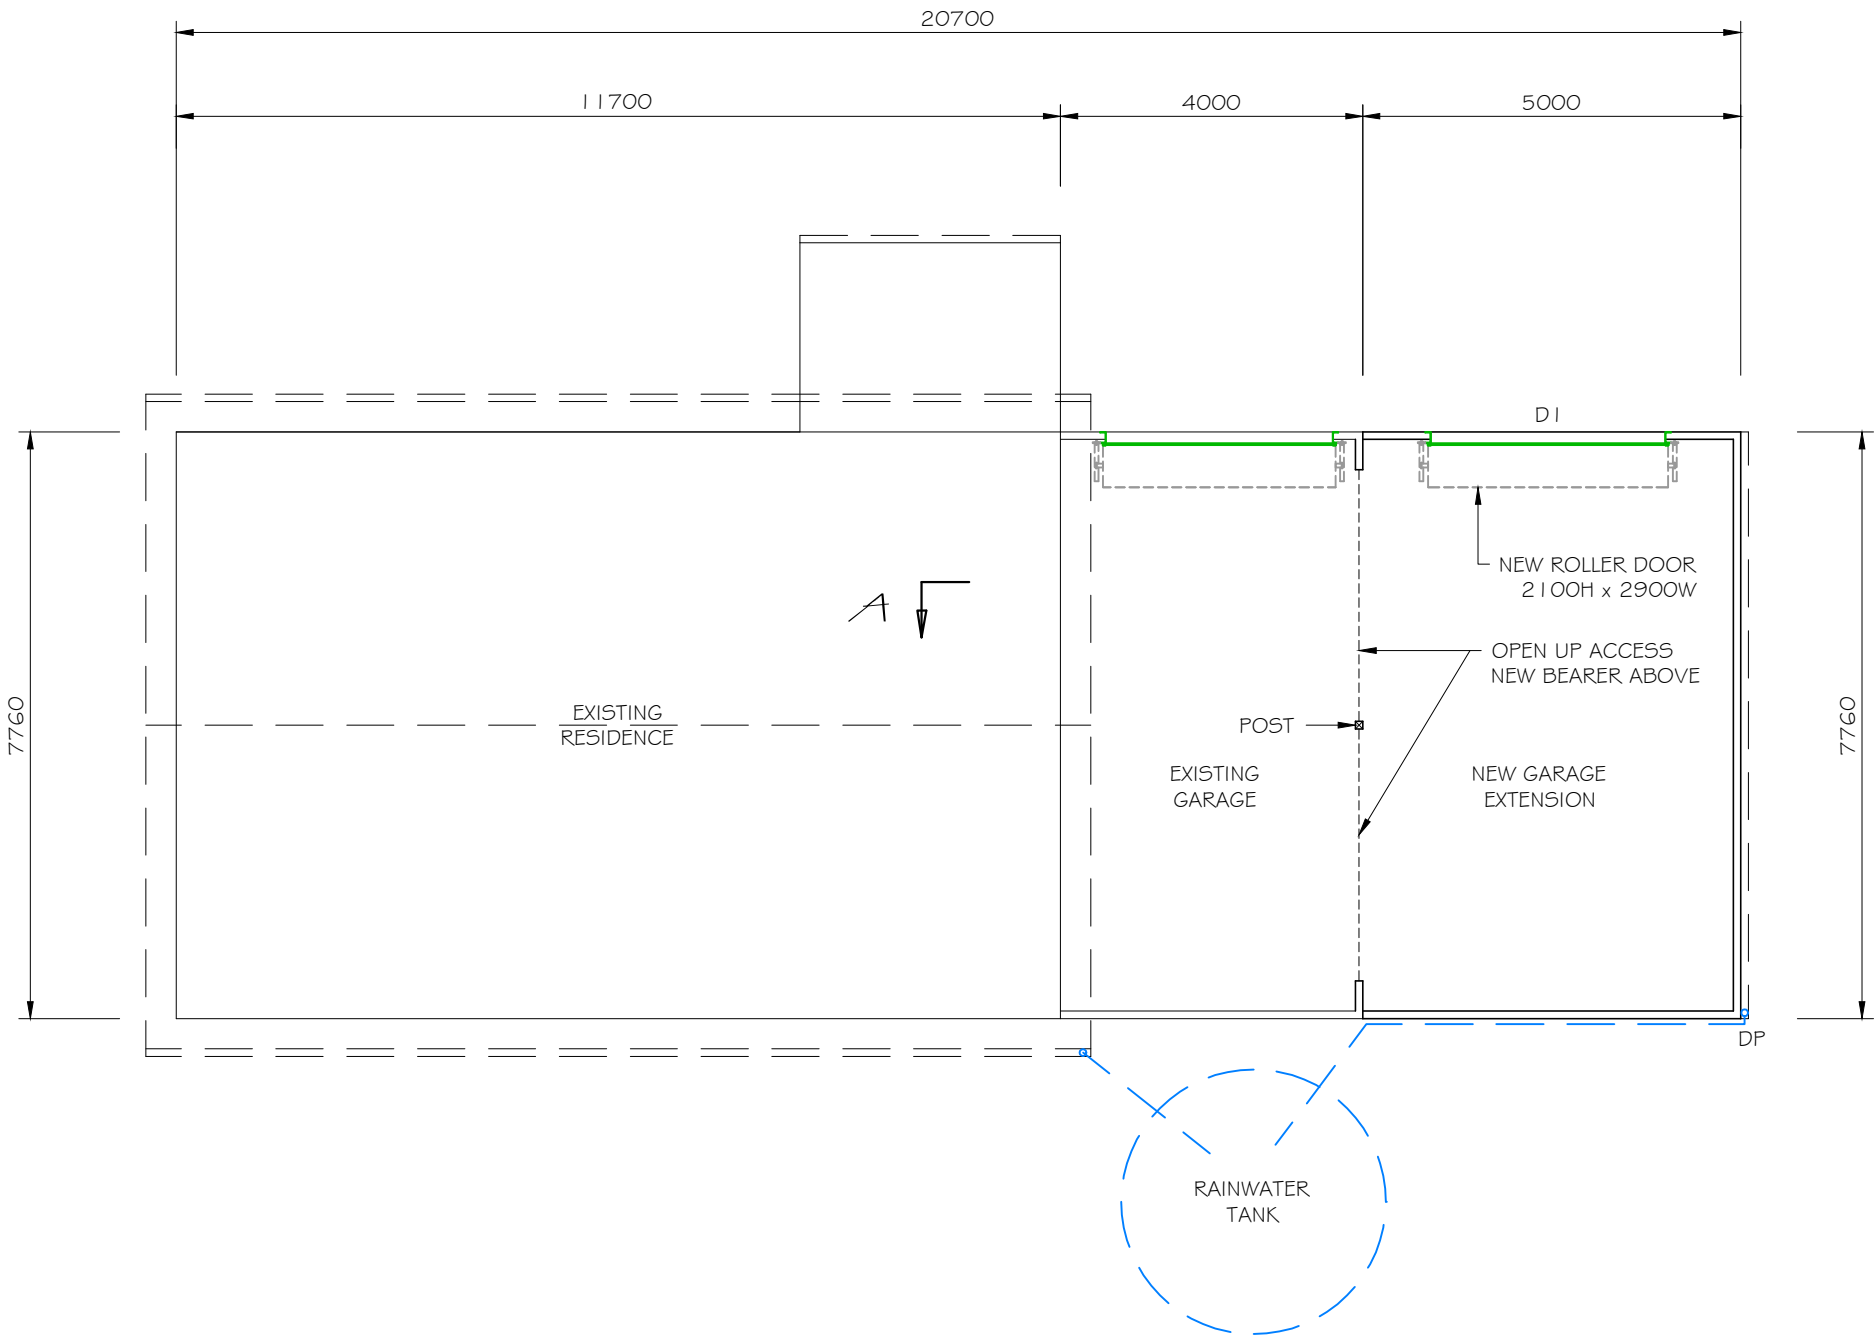 20700
11700
4000
5000
D1
NEW ROLLER DOOR
2100H x 2900W
A
OPEN UP ACCESS
NEW BEARER ABOVE
7760
EXISTING
RESIDENCE
POST
7760
EXISTING
GARAGE
NEW GARAGE
EXTENSION
DP
RAINWATER
TANK